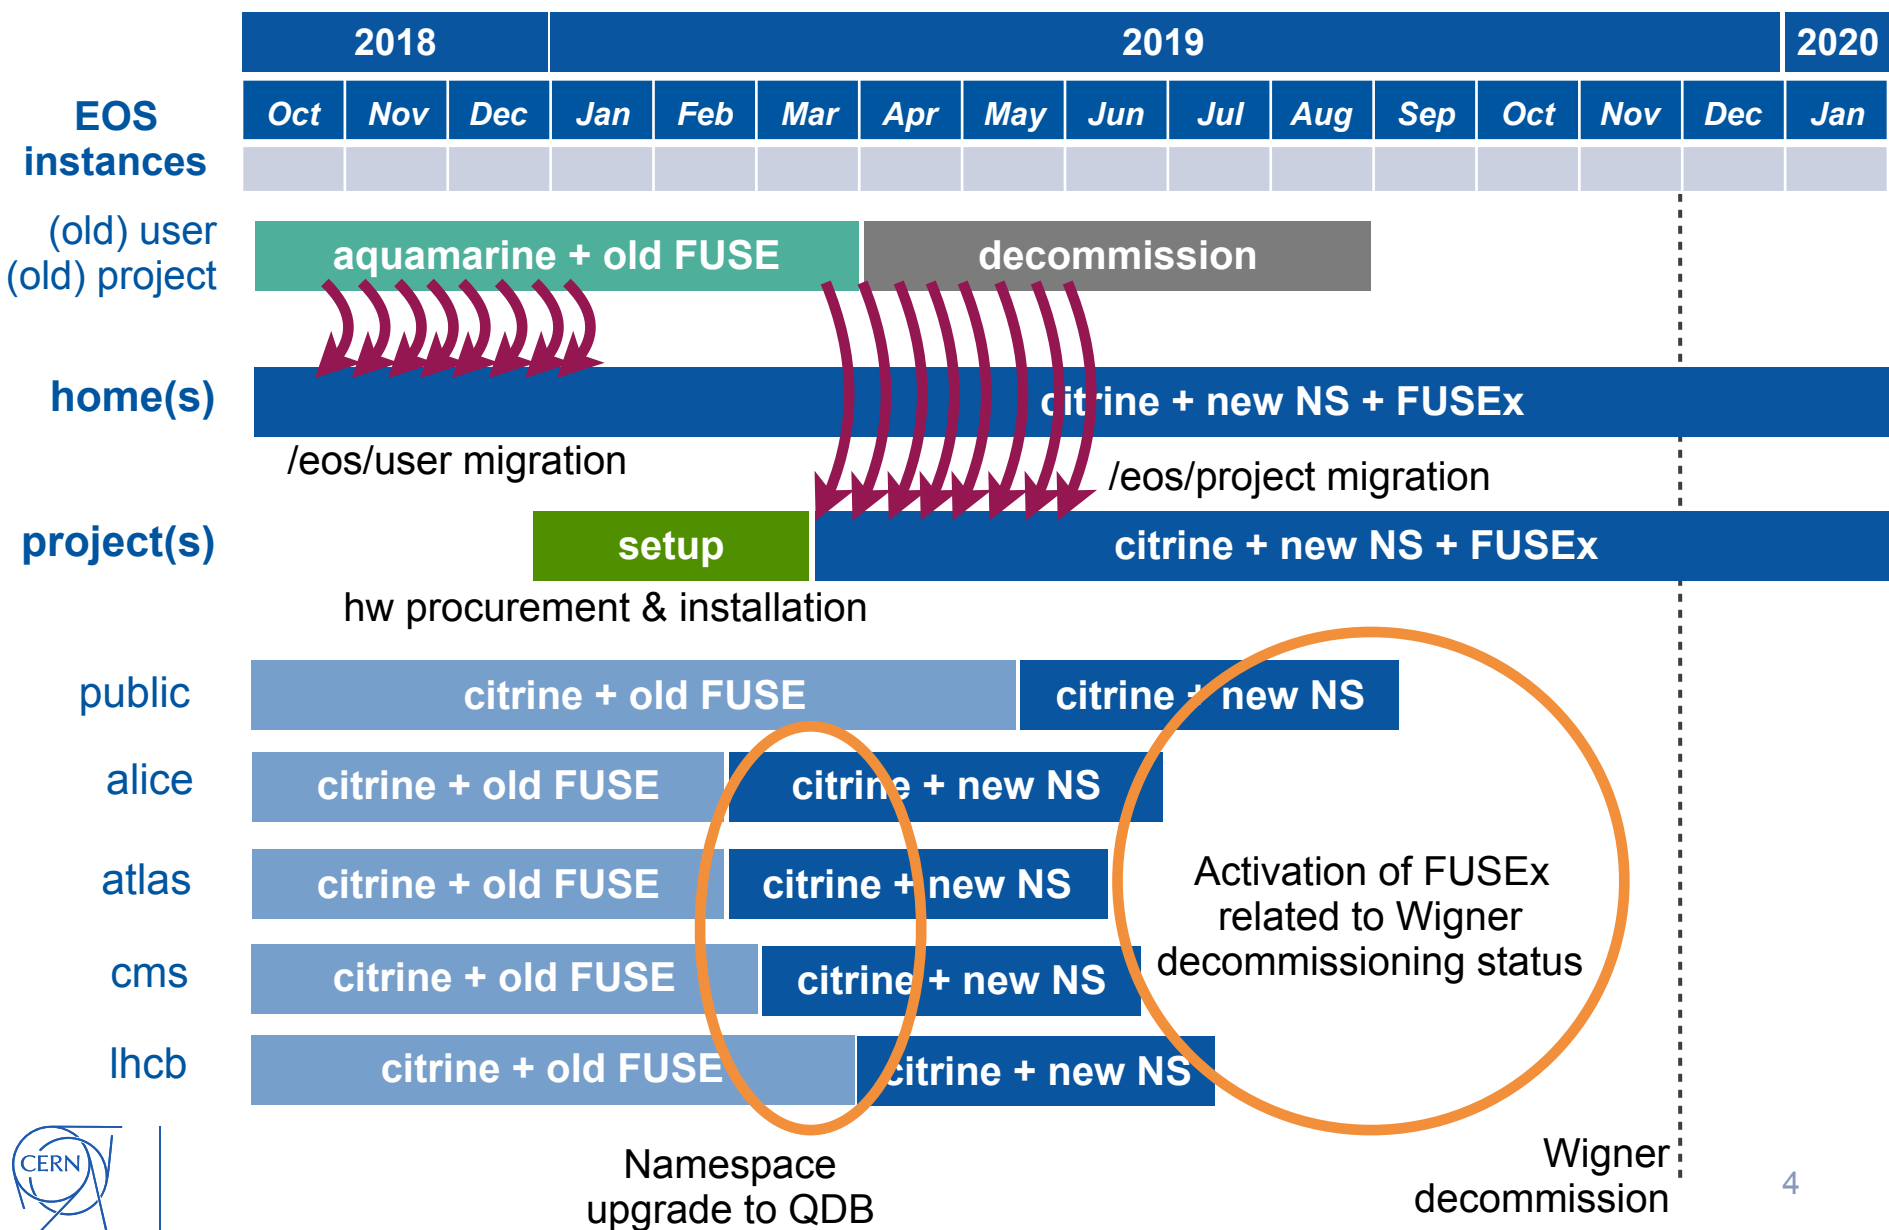 2018 2019 2020
EOS
instances
Oct Nov Dec Jan Feb Mar Apr May Jun Jul Aug Sep Oct Nov Dec Jan
(old) user
(old) project
aquamarine + old FUSE decommission
home(s) citrine + new NS + FUSEx
/eos/user migration /eos/project migration
project(s) setup citrine + new NS + FUSEx
hw procurement & installation
public citrine + old FUSE citrine + new NS
alice citrine + old FUSE citrine + new NS
atlas citrine + old FUSE citrine + new NS
cms citrine + old FUSE citrine + new NS
lhcb citrine + old FUSE citrine + new NS
Activation of FUSEx
related to Wigner
decommissioning status
Namespace
upgrade to QDB
Wigner
decommission
CERN
4